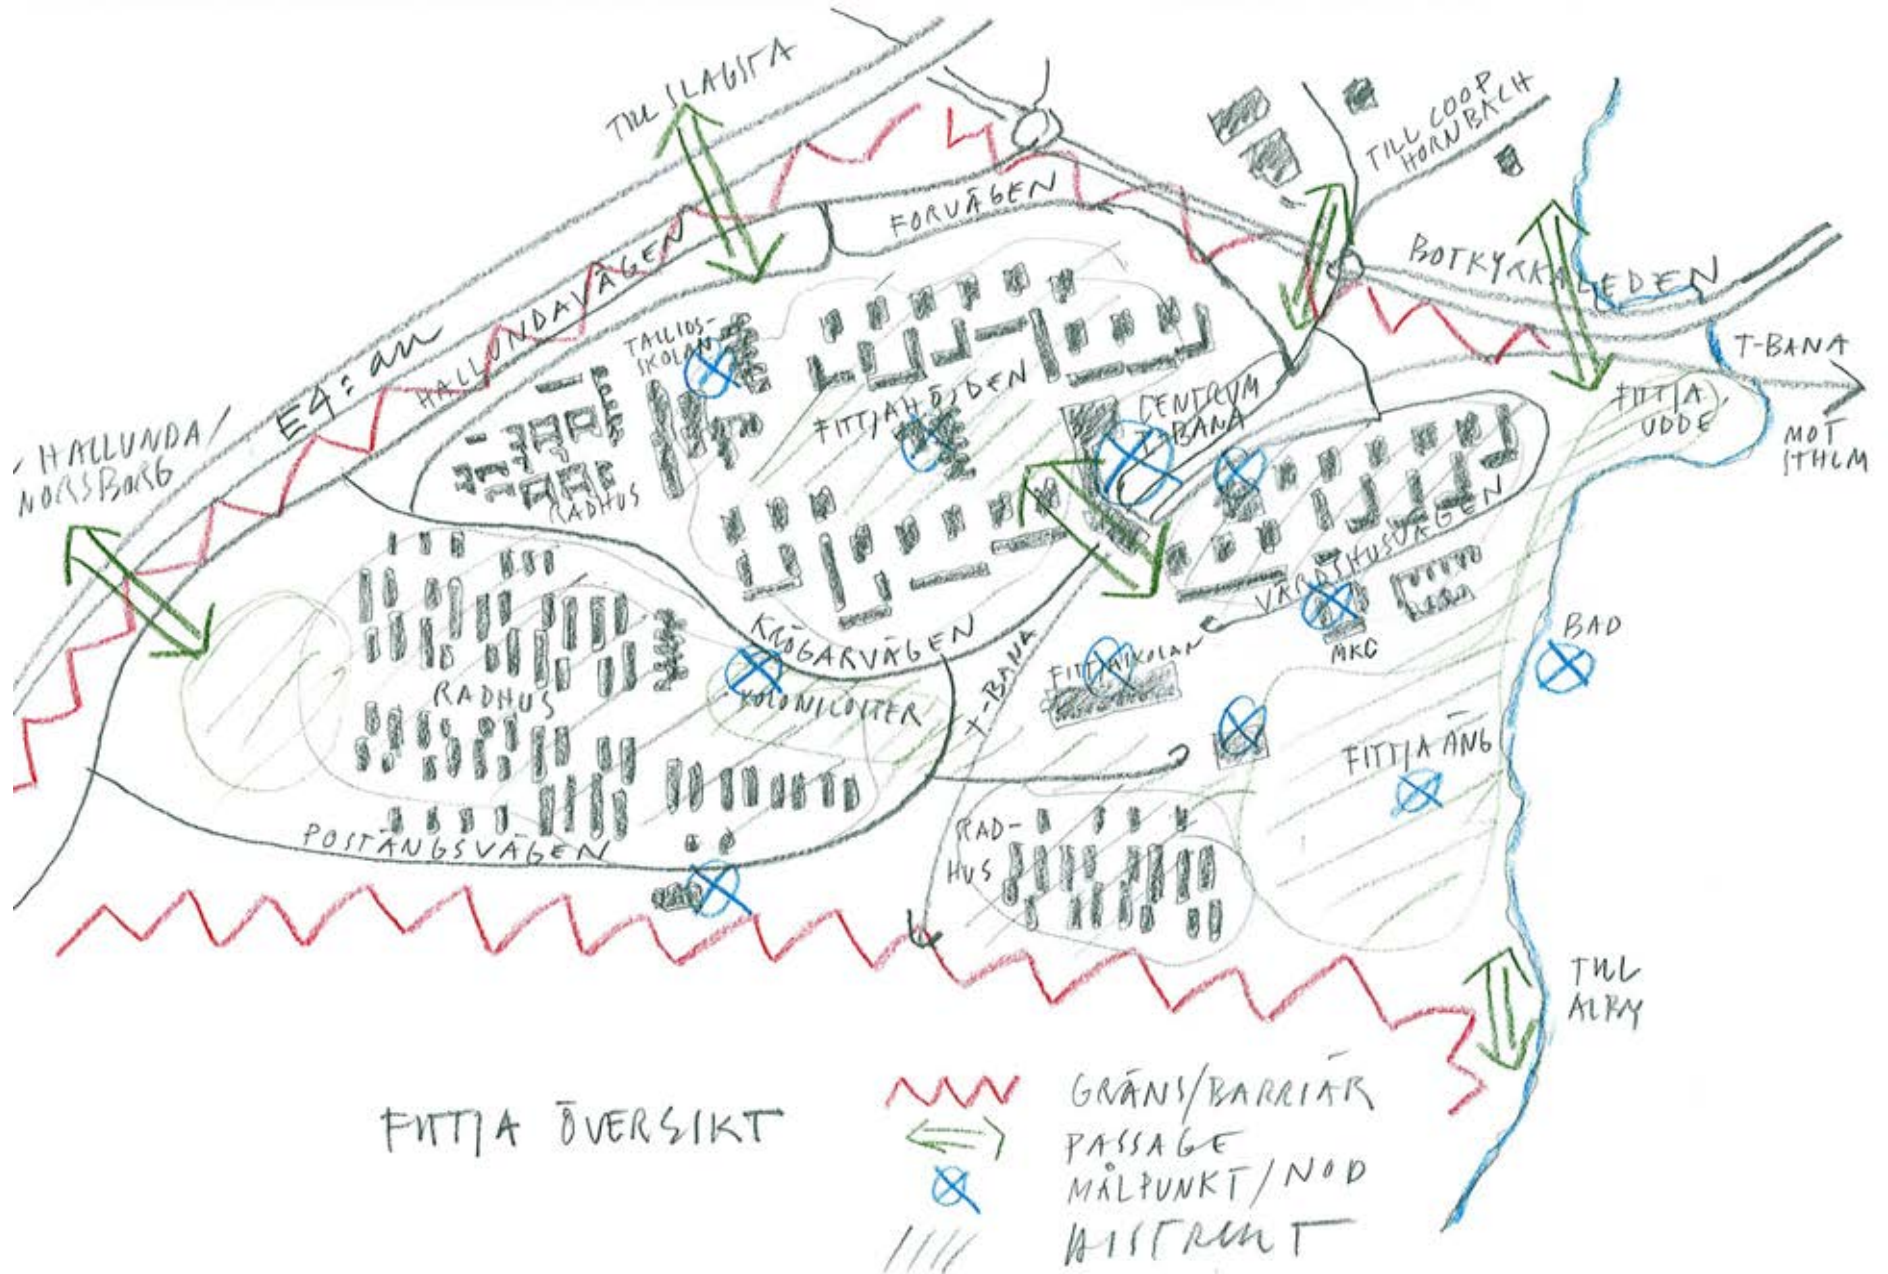 TILL SLAGSTA
TILL COOP
HORNBACH
FORVÄGEN
BOTKYRKALEDEN
HALLUNDAVÄGEN
E4:an
TALLIDS-
SKOLAN
T-BANA
MOT
STHLM
FITTJA
UDDE
CENTRUM
T-BANA
FITTJAHÖJDEN
HALLUNDA/
NORSBORG
RADHUS
VÄRDSHUSVÄGEN
KROGARVÄGEN
T-BANA
FITTJASKOLAN
MKC
BAD
RADHUS
KOLONILOTTER
FITTJA ÄNG
POSTÄNGSVÄGEN
RAD-
HUS
TILL
ALBY
FITTJA ÖVERSIKT
GRÄNS/BARRIÄR
PASSAGE
MÅLPUNKT/NOD
DISTRIKT